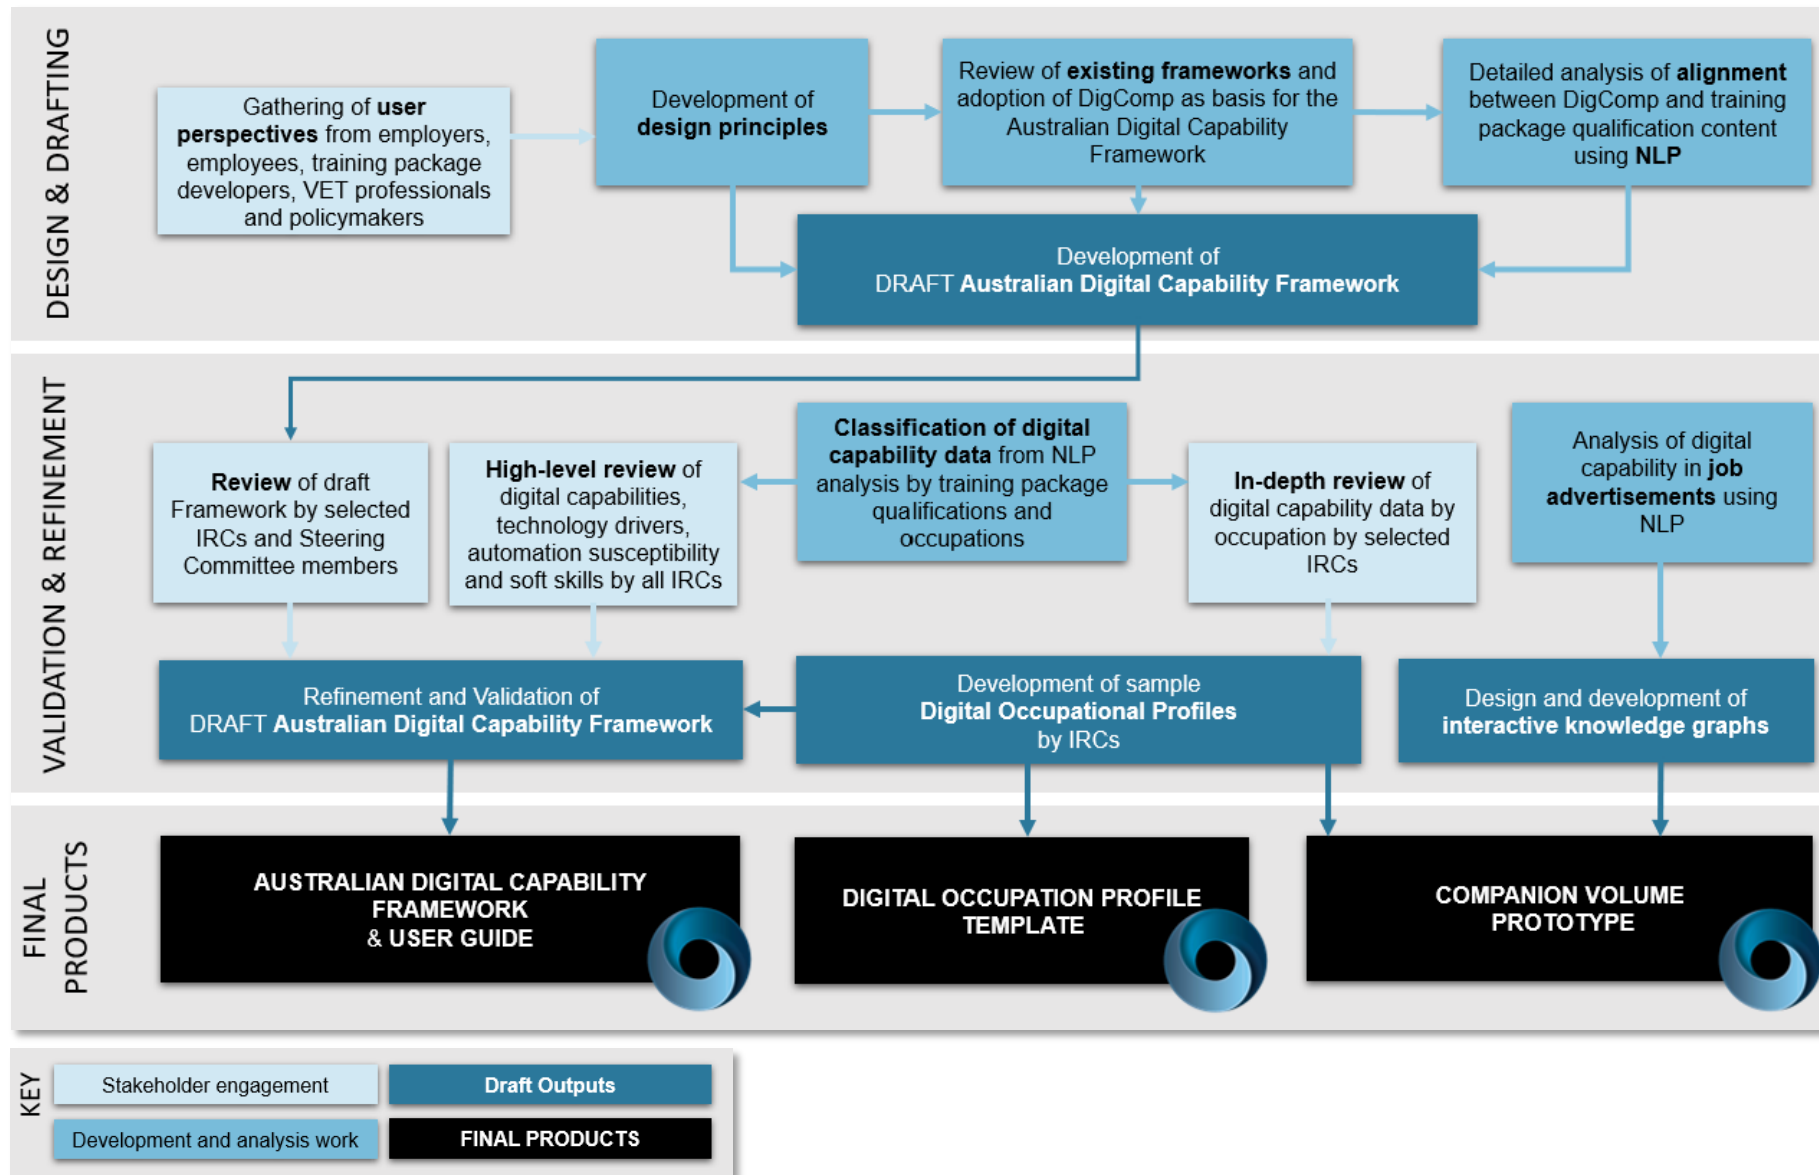 DESIGN & DRAFTING
Gathering of user
perspectives from employers,
employees, training package
developers, VET professionals
and policymakers
Development of
design principles
Review of existing frameworks and
adoption of DigComp as basis for the
Australian Digital Capability
Framework
Detailed analysis of alignment
between DigComp and training
package qualification content
using NLP
Development of
DRAFT Australian Digital Capability Framework
VALIDATION & REFINEMENT
Review of draft
Framework by selected
IRCs and Steering
Committee members
High-level review of
digital capabilities,
technology drivers,
automation susceptibility
and soft skills by all IRCs
Classification of digital
capability data from NLP
analysis by training package
qualifications and
occupations
In-depth review of
digital capability data by
occupation by selected
IRCs
Analysis of digital
capability in job
advertisements using
NLP
Refinement and Validation of
DRAFT Australian Digital Capability Framework
Development of sample
Digital Occupational Profiles
by IRCs
Design and development of
interactive knowledge graphs
FINAL
PRODUCTS
AUSTRALIAN DIGITAL CAPABILITY
FRAMEWORK
& USER GUIDE
DIGITAL OCCUPATION PROFILE
TEMPLATE
COMPANION VOLUME
PROTOTYPE
KEY
Stakeholder engagement
Draft Outputs
Development and analysis work
FINAL PRODUCTS